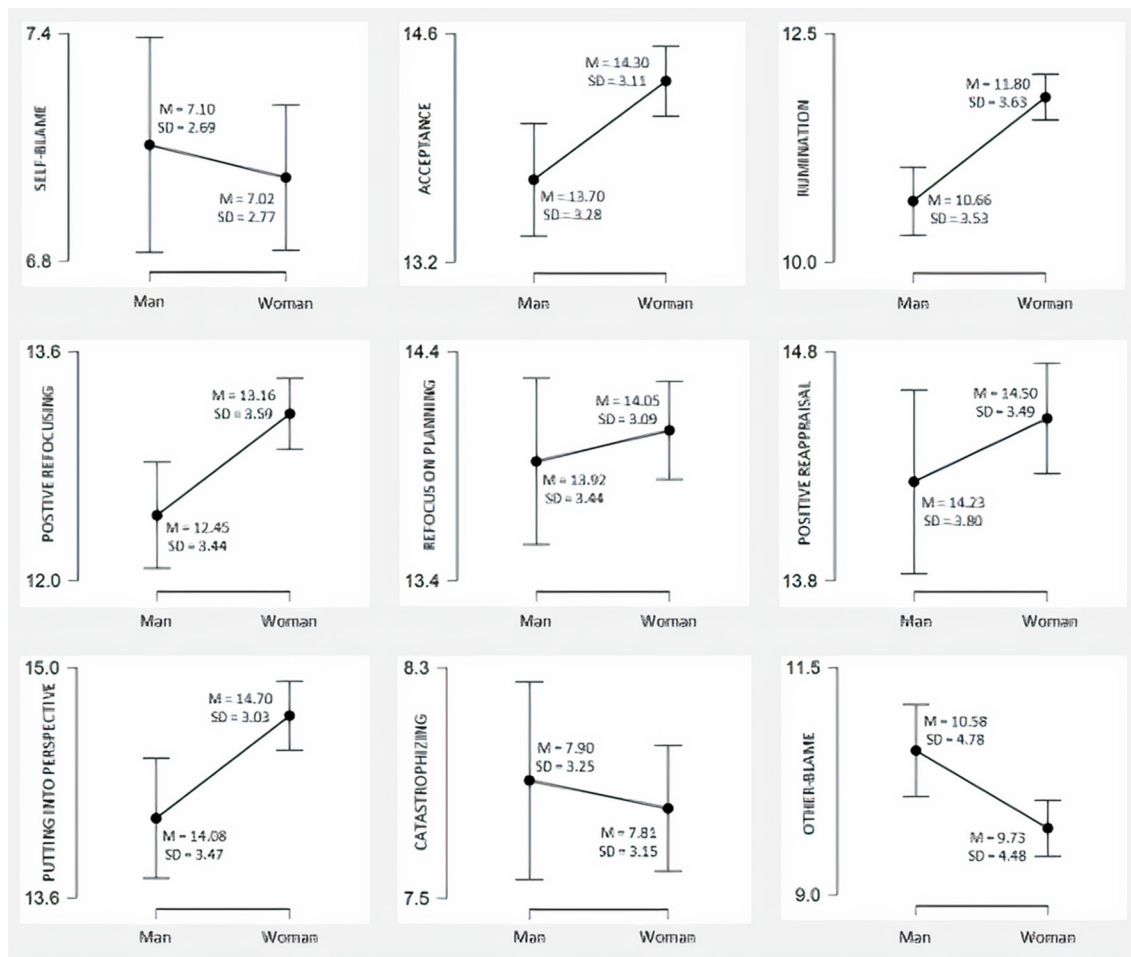 7.4
SELF-BLAME
M = 7.10
SD = 2.69
M = 7.02
SD = 2.77
6.8
Man Woman
14.6
ACCEPTANCE
M = 14.30
SD = 3.11
M = 13.70
SD = 3.28
13.2
Man Woman
12.5
RUMINATION
M = 11.80
SD = 3.63
M = 10.66
SD = 3.53
10.0
Man Woman
13.6
POSTIVE REFOCUSING
M = 13.16
SD = 3.59
M = 12.45
SD = 3.44
12.0
Man Woman
14.4
REFOCUS ON PLANNING
M = 14.05
SD = 3.09
M = 13.92
SD = 3.44
13.4
Man Woman
14.8
POSITIVE REAPPRAISAL
M = 14.50
SD = 3.49
M = 14.23
SD = 3.80
13.8
Man Woman
15.0
PUTTING INTO PERSPECTIVE
M = 14.70
SD = 3.03
M = 14.08
SD = 3.47
13.6
Man Woman
8.3
CATASTROPHIZING
M = 7.90
SD = 3.25
M = 7.81
SD = 3.15
7.5
Man Woman
11.5
OTHER-BLAME
M = 10.58
SD = 4.78
M = 9.73
SD = 4.48
9.0
Man Woman